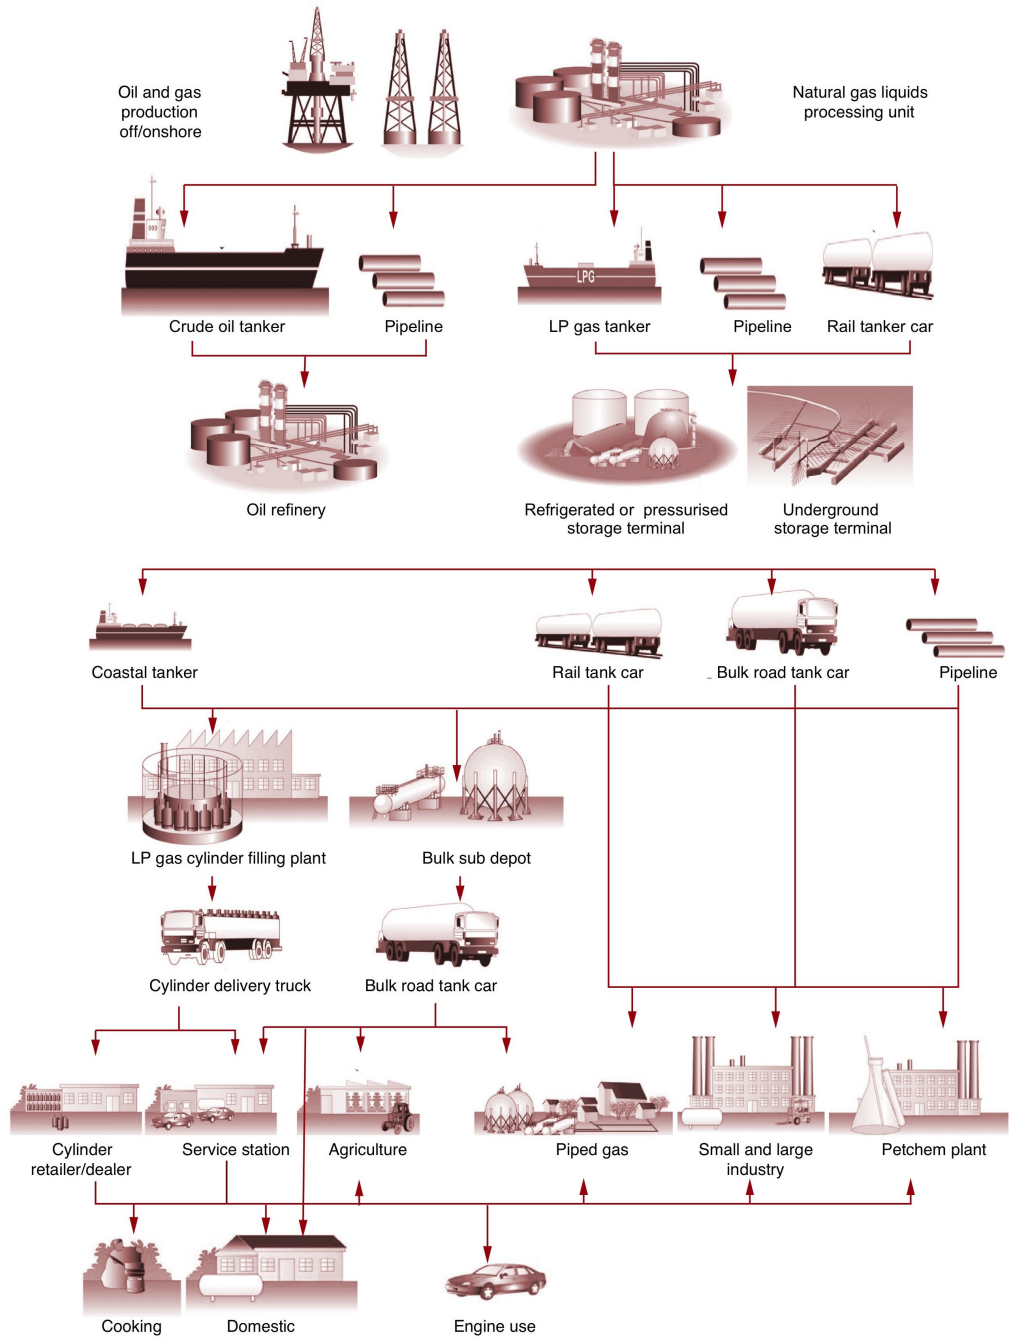 Oil and gas
production
off/onshore
Natural gas liquids
processing unit
LPG
Crude oil tanker
Pipeline
LP gas tanker
Pipeline
Rail tanker car
Oil refinery
Refrigerated or pressurised
storage terminal
Underground
storage terminal
Coastal tanker
Rail tank car
Bulk road tank car
Pipeline
LP gas cylinder filling plant
Bulk sub depot
Cylinder delivery truck
Bulk road tank car
Cylinder
retailer/dealer
Service station
Agriculture
Piped gas
Small and large
industry
Petchem plant
Cooking
Domestic
Engine use